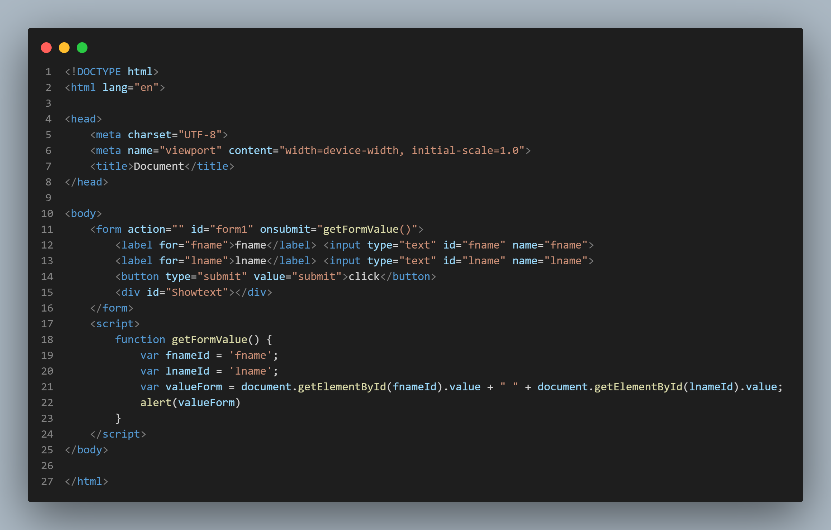 1 <!DOCTYPE html>
2 <html lang="en">
3
4 <head>
5     <meta charset="UTF-8">
6     <meta name="viewport" content="width=device-width, initial-scale=1.0">
7     <title>Document</title>
8 </head>
9
10 <body>
11     <form action="" id="form1" onsubmit="getFormValue()">
12         <label for="fname">fname</label> <input type="text" id="fname" name="fname">
13         <label for="lname">lname</label> <input type="text" id="lname" name="lname">
14         <button type="submit" value="submit">click</button>
15         <div id="Showtext"></div>
16     </form>
17     <script>
18         function getFormValue() {
19             var fnameId = 'fname';
20             var lnameId = 'lname';
21             var valueForm = document.getElementById(fnameId).value + " " + document.getElementById(lnameId).value;
22             alert(valueForm)
23         }
24     </script>
25 </body>
26
27 </html>